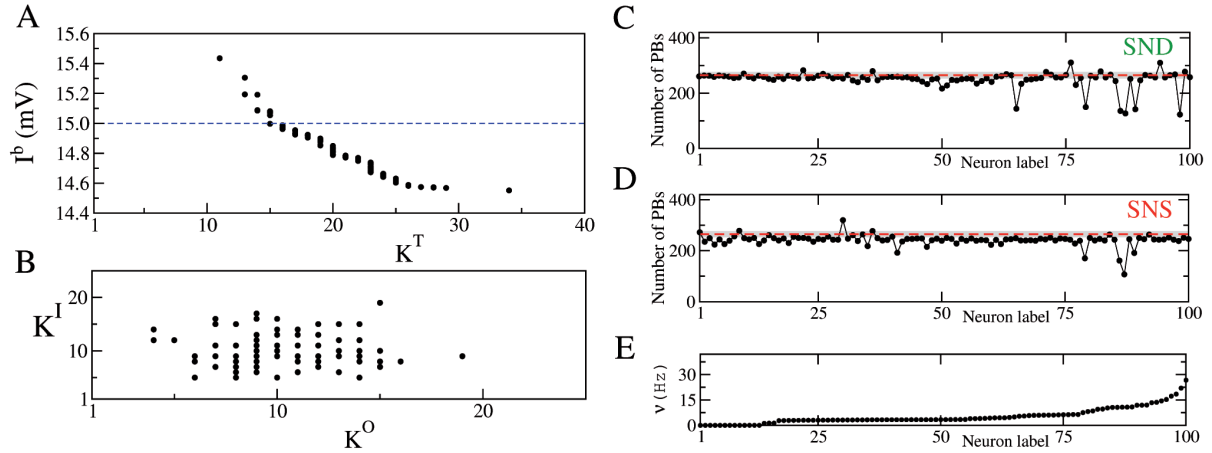 A
15.6
15.4
15.2
15.0
14.8
14.6
14.4
I^b (mV)
1
10
20
30
40
K^T
B
20
10
1
K^I
1
10
20
K^O
C
400
200
0
Number of PBs
SND
1
25
50
Neuron label
75
100
D
400
200
0
Number of PBs
SNS
1
25
50
Neuron label
75
100
E
30
15
0
ν (Hz)
1
25
50
Neuron label
75
100